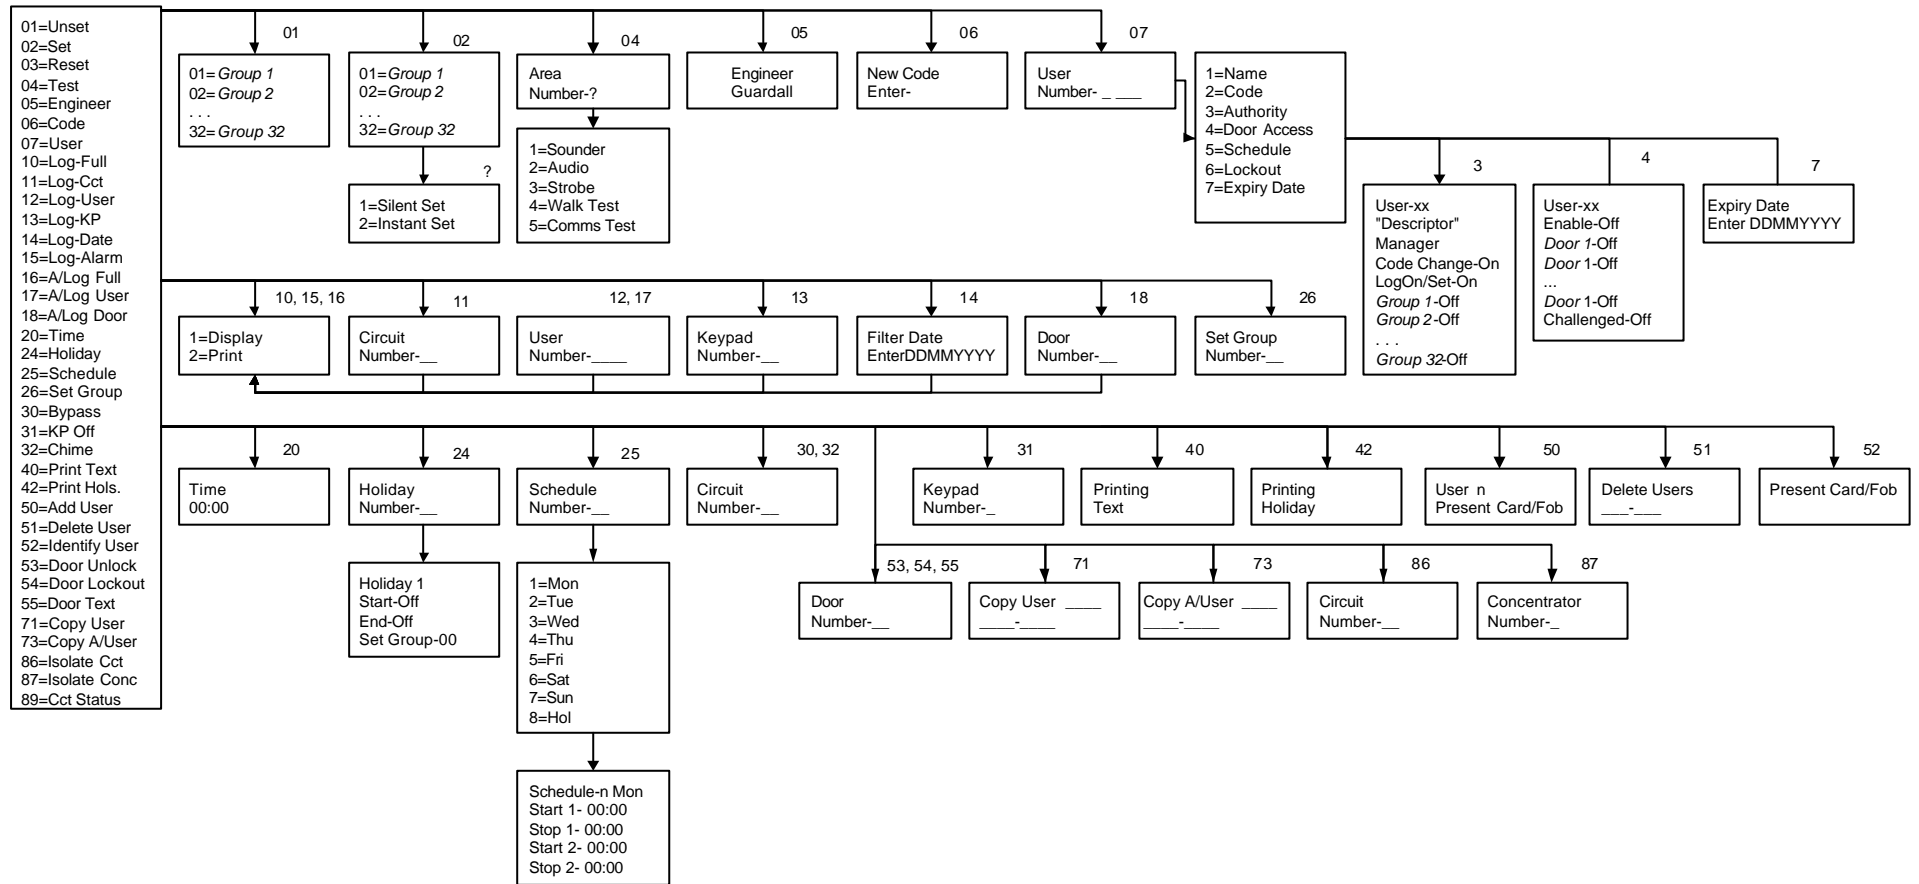 01=Unset
02=Set
03=Reset
04=Test
05=Engineer
06=Code
07=User
10=Log-Full
11=Log-Cct
12=Log-User
13=Log-KP
14=Log-Date
15=Log-Alarm
16=A/Log Full
17=A/Log User
18=A/Log Door
20=Time
24=Holiday
25=Schedule
26=Set Group
30=Bypass
31=KP Off
32=Chime
40=Print Text
42=Print Hols.
50=Add User
51=Delete User
52=Identify User
53=Door Unlock
54=Door Lockout
55=Door Text
71=Copy User
73=Copy A/User
86=Isolate Cct
87=Isolate Conc
89=Cct Status
01
01=Group 1
02=Group 2
. . .
32=Group 32
02
01=Group 1
02=Group 2
...
32=Group 32
?
1=Silent Set
2=Instant Set
04
Area
Number-?
1=Sounder
2=Audio
3=Strobe
4=Walk Test
5=Comms Test
05
Engineer
Guardall
06
New Code
Enter-
07
User
Number- _ ___
1=Name
2=Code
3=Authority
4=Door Access
5=Schedule
6=Lockout
7=Expiry Date
3
User-xx
"Descriptor"
Manager
Code Change-On
LogOn/Set-On
Group 1-Off
Group 2-Off
. . .
Group 32-Off
4
User-xx
Enable-Off
Door 1-Off
Door 1-Off
...
Door 1-Off
Challenged-Off
7
Expiry Date
Enter DDMMYYYY
10, 15, 16
1=Display
2=Print
11
Circuit
Number-__
12, 17
User
Number-____
13
Keypad
Number-__
14
Filter Date
EnterDDMMYYYY
18
Door
Number-__
26
Set Group
Number-__
20
Time
00:00
24
Holiday
Number-__
Holiday 1
Start-Off
End-Off
Set Group-00
25
Schedule
Number-__
1=Mon
2=Tue
3=Wed
4=Thu
5=Fri
6=Sat
7=Sun
8=Hol
Schedule-n Mon
Start 1- 00:00
Stop 1- 00:00
Start 2- 00:00
Stop 2- 00:00
30, 32
Circuit
Number-__
31
Keypad
Number-_
40
Printing
Text
42
Printing
Holiday
50
User n
Present Card/Fob
51
Delete Users
___-___
52
Present Card/Fob
53, 54, 55
Door
Number-__
71
Copy User ____
____-____
73
Copy A/User ____
____-____
86
Circuit
Number-__
87
Concentrator
Number-_